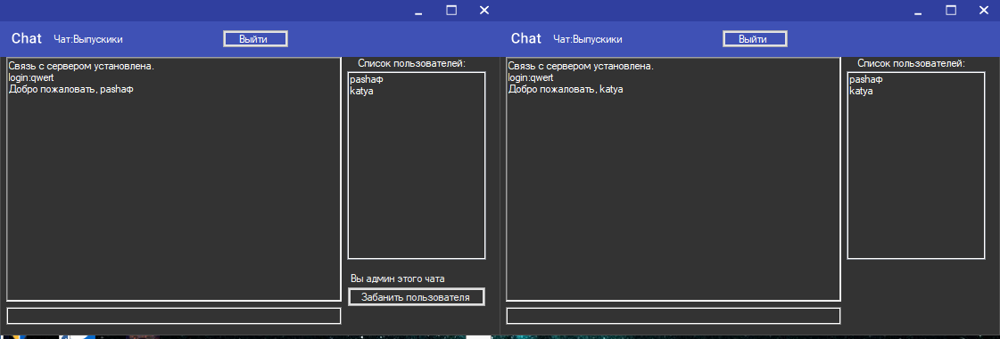 Chat Чат:Выпускики Выйти
Связь с сервером установлена.
login:qwert
Добро пожаловать, pashaф
Список пользователей:
pashaф
katya
Вы админ этого чата
Забанить пользователя
Chat Чат:Выпускики Выйти
Связь с сервером установлена.
login:qwert
Добро пожаловать, katya
Список пользователей:
pashaф
katya